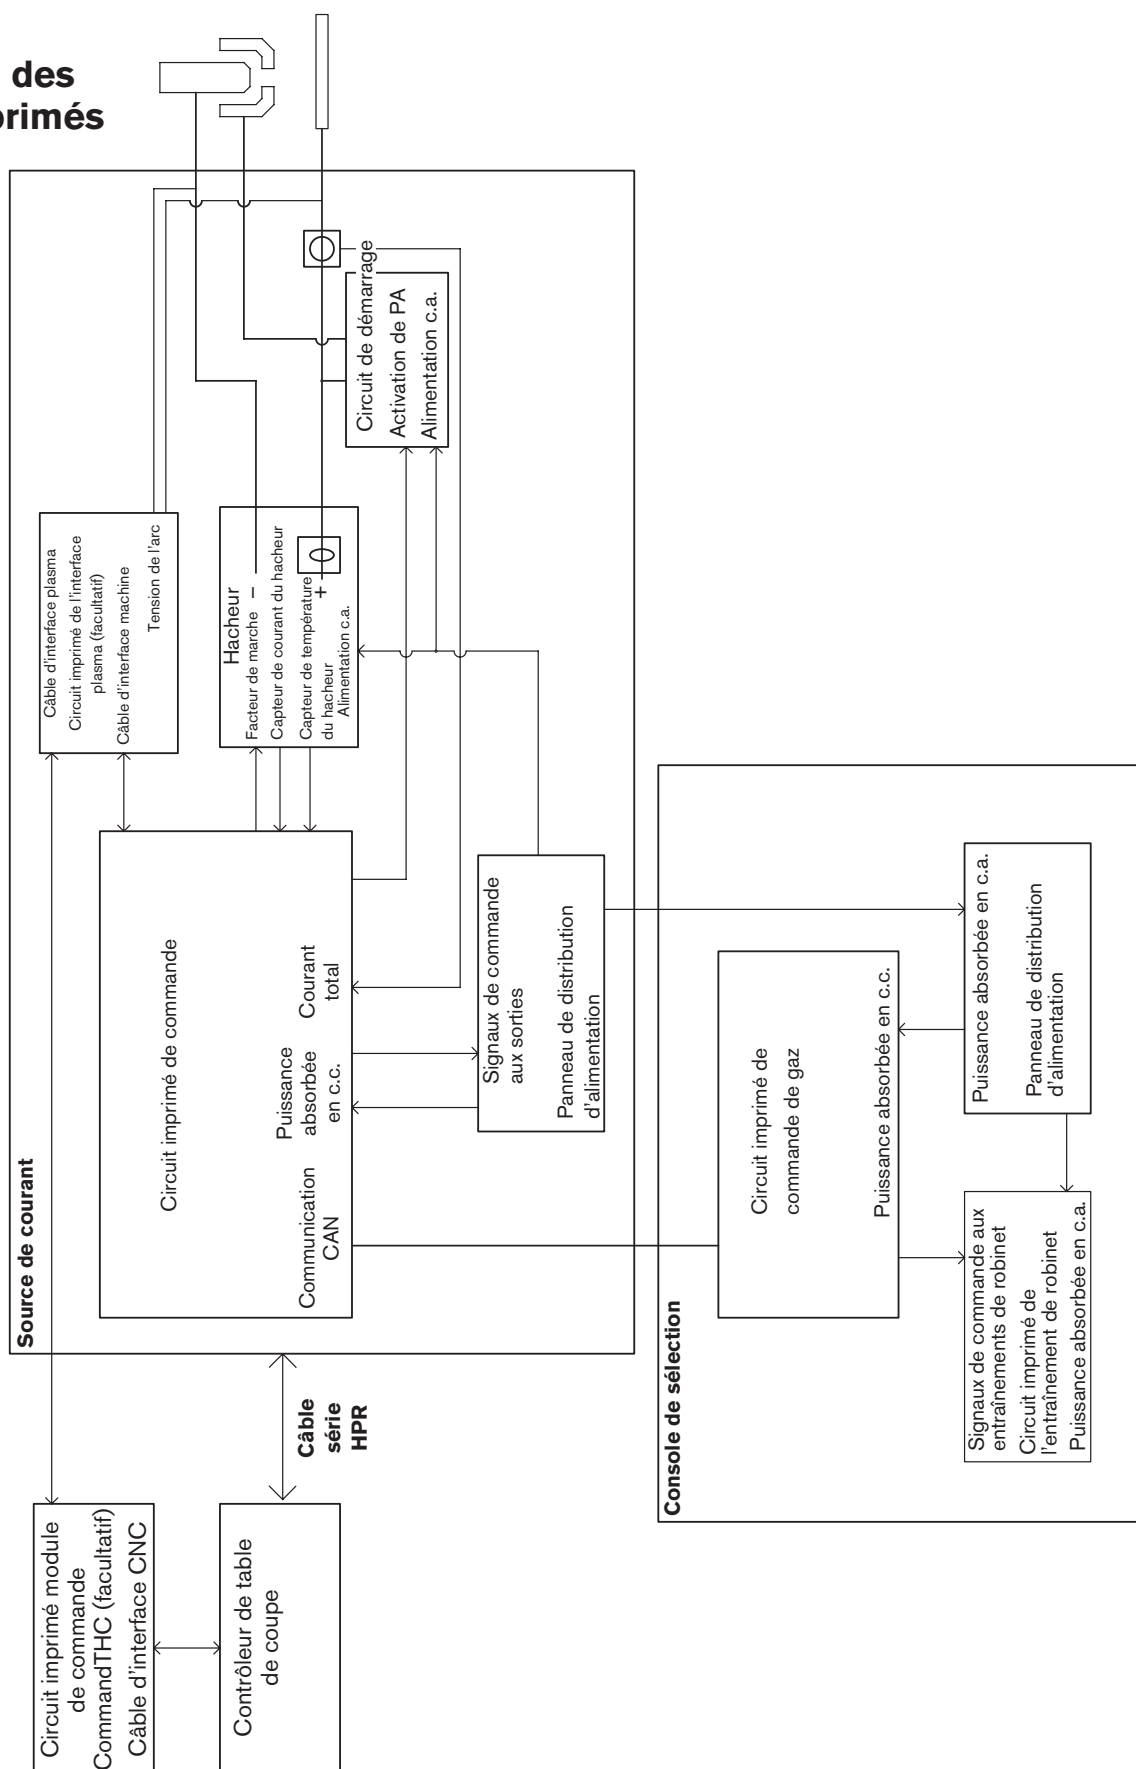 des
primés
Câble d'interface plasma
Circuit imprimé de l'interface
plasma (facultatif)
Câble d'interface machine
Tension de l'arc
Hacheur
Facteur de marche –
Capteur de courant du hacheur
Capteur de température
du hacheur
+
Alimentation c.a.
Circuit de démarrage
Activation de PA
Alimentation c.a.
Source de courant
Circuit imprimé de commande
Communication
CAN
Puissance
absorbée
en c.c.
Courant
total
Signaux de commande
aux sorties
Panneau de distribution
d'alimentation
Câble
série
HPR
Circuit imprimé module
de commande
CommandTHC (facultatif)
Câble d'interface CNC
Contrôleur de table
de coupe
Console de sélection
Circuit imprimé de
commande de gaz
Puissance absorbée en c.c.
Puissance absorbée en c.a.
Panneau de distribution
d'alimentation
Signaux de commande aux
entraînements de robinet
Circuit imprimé de
l'entraînement de robinet
Puissance absorbée en c.a.